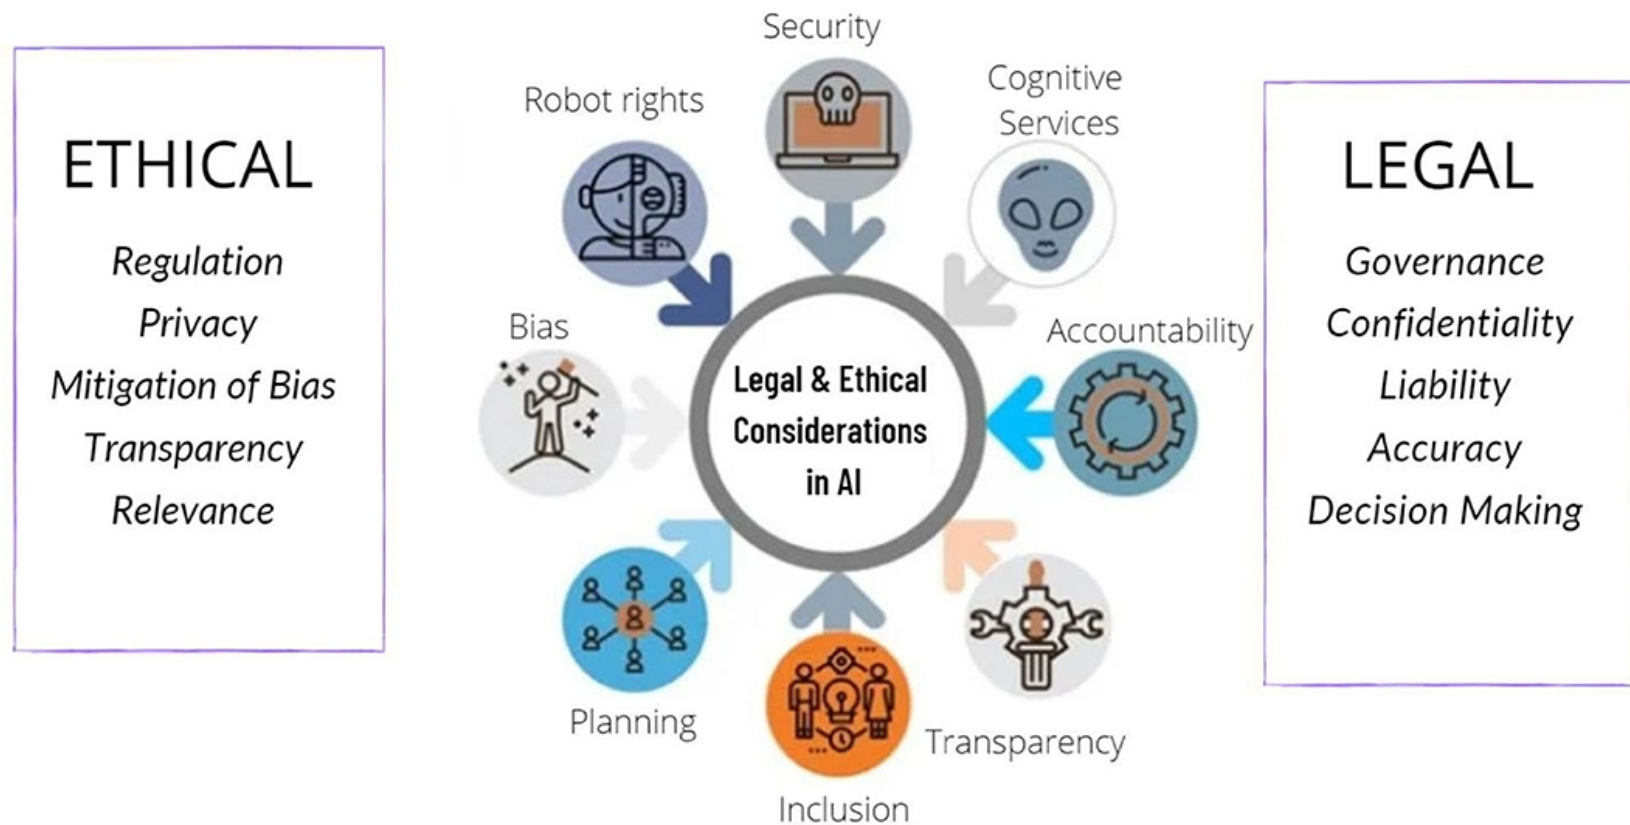 ETHICAL
Regulation
Privacy
Mitigation of Bias
Transparency
Relevance
Security
Robot rights
Cognitive
Services
Bias
Accountability
Legal & Ethical
Considerations
in AI
Planning
Transparency
Inclusion
LEGAL
Governance
Confidentiality
Liability
Accuracy
Decision Making